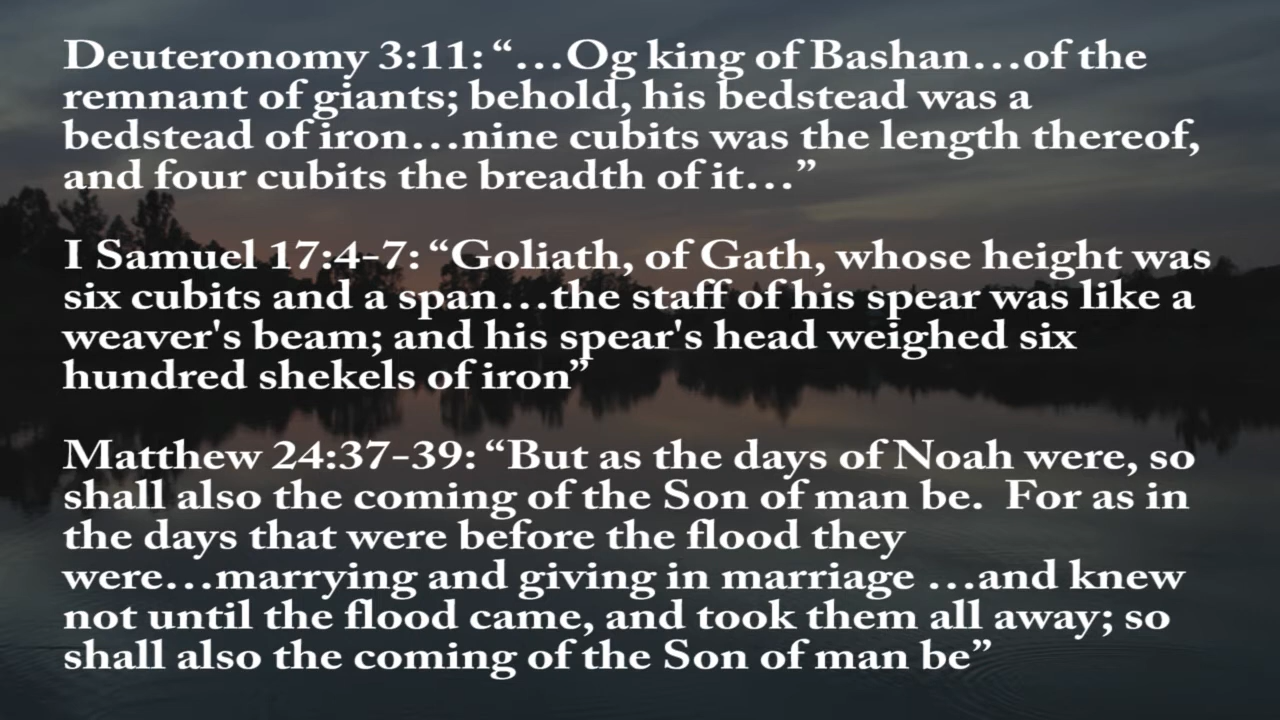 Deuteronomy 3:11: “…Og king of Bashan…of the
remnant of giants; behold, his bedstead was a
bedstead of iron…nine cubits was the length thereof,
and four cubits the breadth of it…”
I Samuel 17:4-7: “Goliath, of Gath, whose height was
six cubits and a span…the staff of his spear was like a
weaver's beam; and his spear's head weighed six
hundred shekels of iron”
Matthew 24:37-39: “But as the days of Noah were, so
shall also the coming of the Son of man be.  For as in
the days that were before the flood they
were…marrying and giving in marriage …and knew
not until the flood came, and took them all away; so
shall also the coming of the Son of man be”